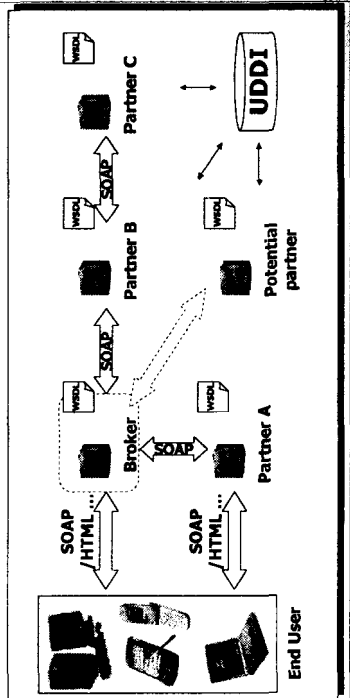 WSDL
Partner C
SOAP
WSDL
Partner B
SOAP
WSDL
Broker
SOAP
/HTML...
End User
SOAP
WSDL
Partner A
SOAP
/HTML...
WSDL
Potential
partner
UDDI